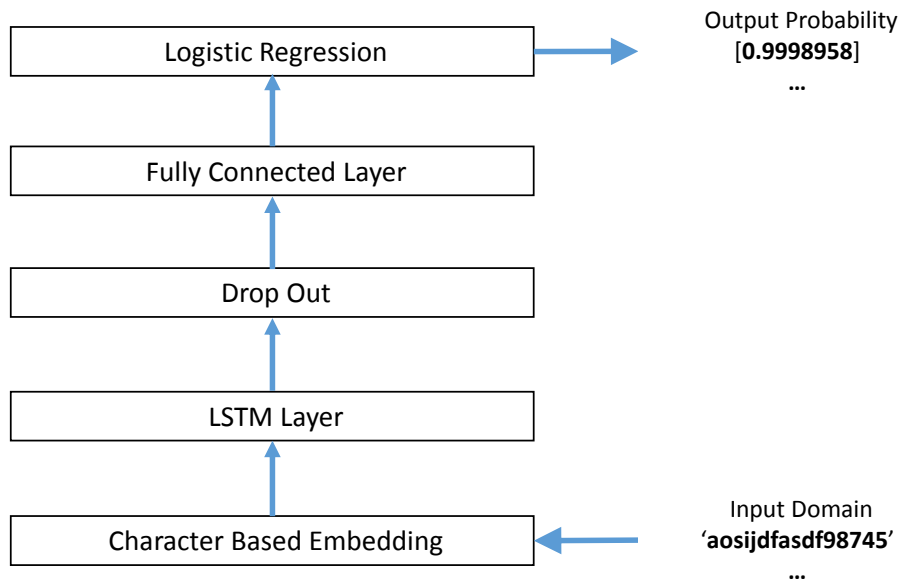 Output Probability
[0.9998958]
...
Logistic Regression
Fully Connected Layer
Drop Out
LSTM Layer
Character Based Embedding
Input Domain
‘aosijdfasdf98745’
...